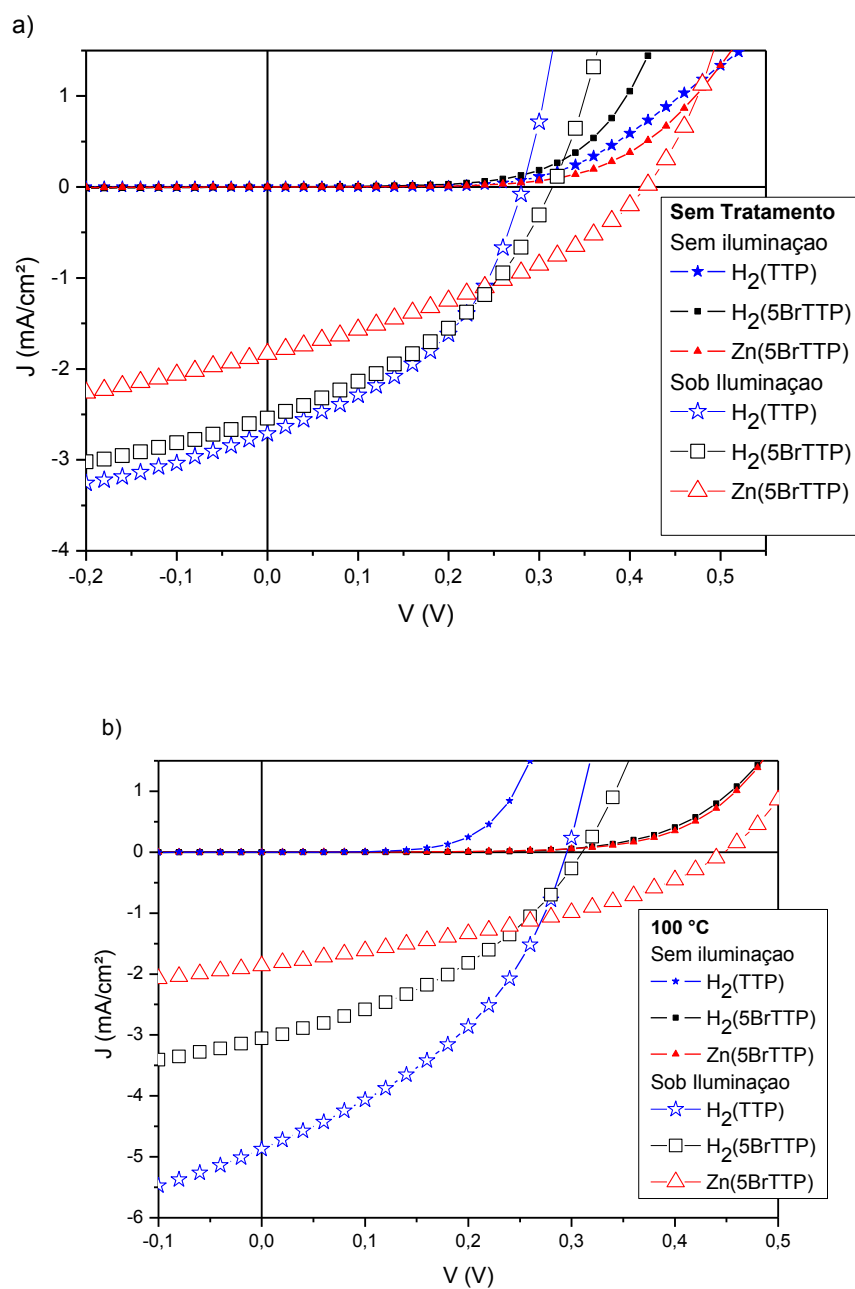 a)
1
0
-1
-2
-3
-4
J (mA/cm²)
-0,2
-0,1
0,0
0,1
0,2
0,3
0,4
0,5
V (V)
Sem Tratamento
Sem iluminaçao
H2(TTP)
H2(5BrTTP)
Zn(5BrTTP)
Sob Iluminaçao
H2(TTP)
H2(5BrTTP)
Zn(5BrTTP)
b)
1
0
-1
-2
-3
-4
-5
-6
J (mA/cm²)
-0,1
0,0
0,1
0,2
0,3
0,4
0,5
V (V)
100 °C
Sem iluminaçao
H2(TTP)
H2(5BrTTP)
Zn(5BrTTP)
Sob Iluminaçao
H2(TTP)
H2(5BrTTP)
Zn(5BrTTP)